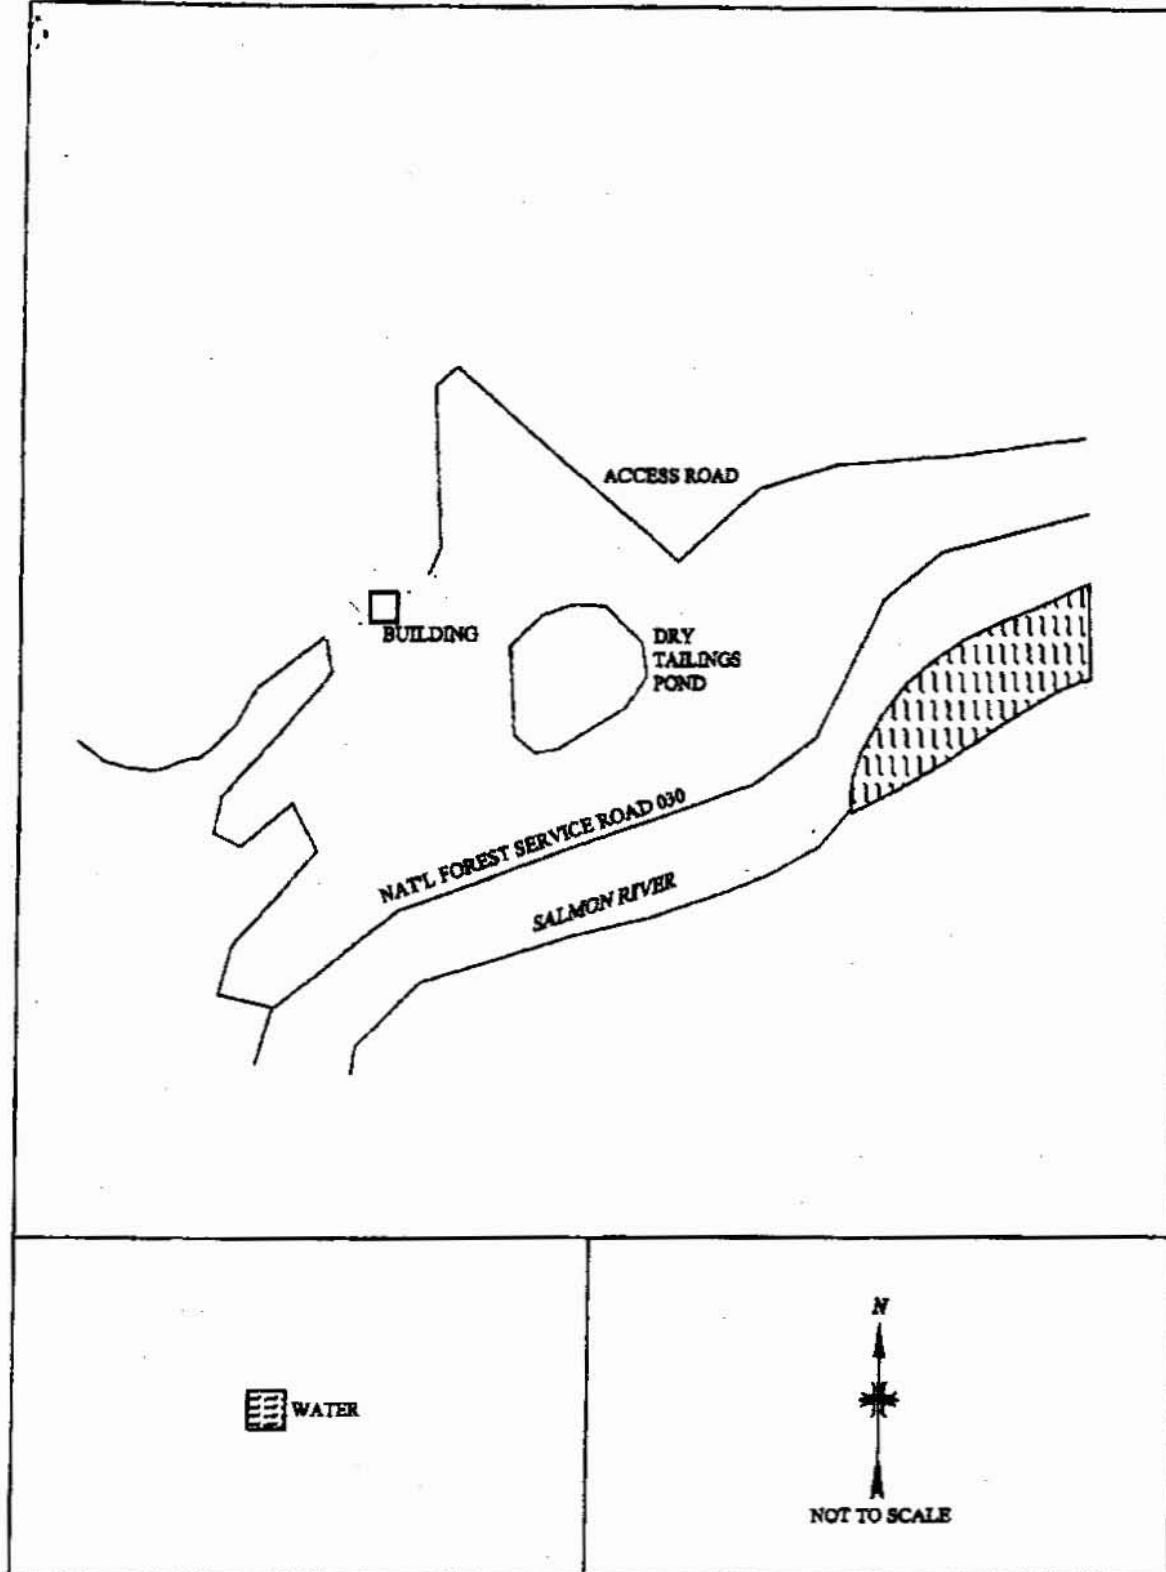 ACCESS ROAD
BUILDING
DRY
TAILINGS
POND
NAT'L FOREST SERVICE ROAD 030
SALMON RIVER
WATER
N
NOT TO SCALE